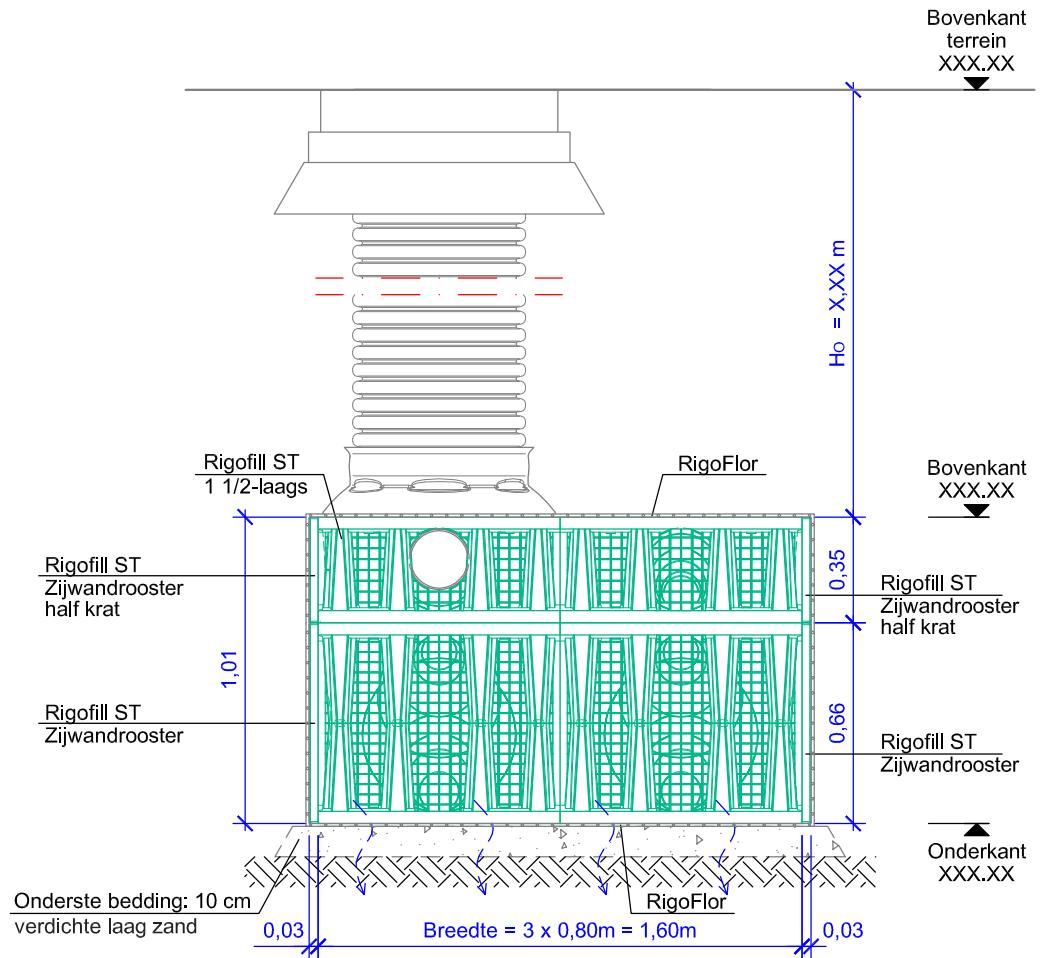 Bovenkant
terrein
XXX.XX
Ho = X,XX m
Rigofill ST
1 1/2-laags
RigoFlor
Bovenkant
XXX.XX
0,35
Rigofill ST
Zijwandrooster
half krat
Rigofill ST
Zijwandrooster
half krat
1,01
Rigofill ST
Zijwandrooster
0,66
Rigofill ST
Zijwandrooster
Onderkant
XXX.XX
Onderste bedding: 10 cm
verdichte laag zand
RigoFlor
0,03
Breedte = 3 x 0,80m = 1,60m
0,03